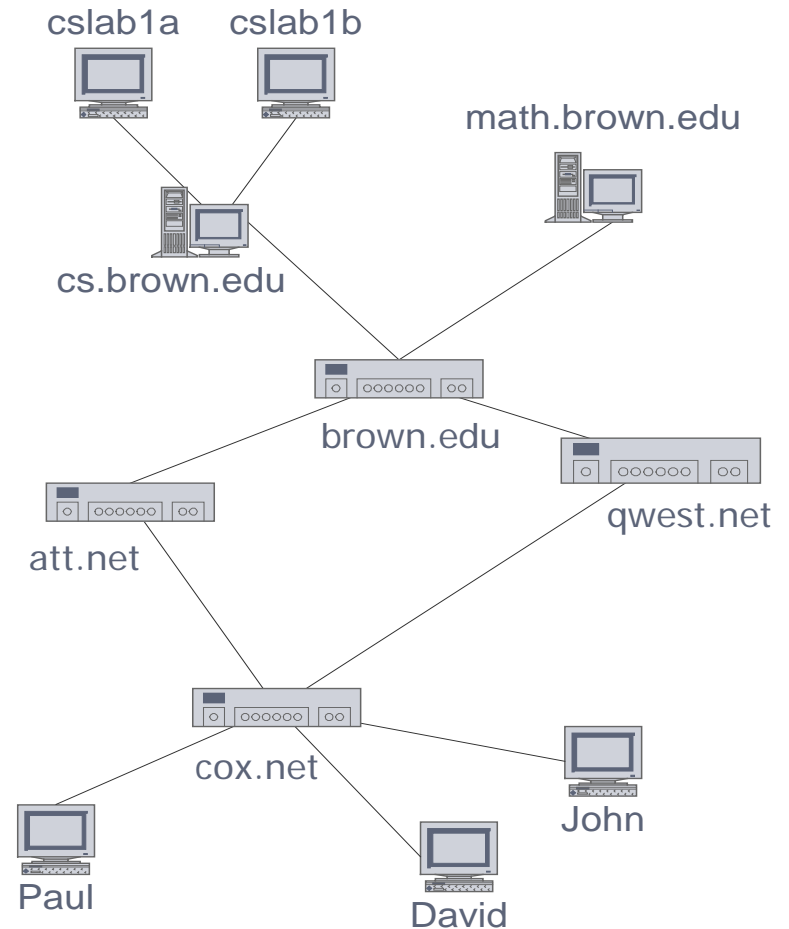 cslab1a cslab1b
math.brown.edu
cs.brown.edu
brown.edu
qwest.net
att.net
cox.net
John
Paul
David